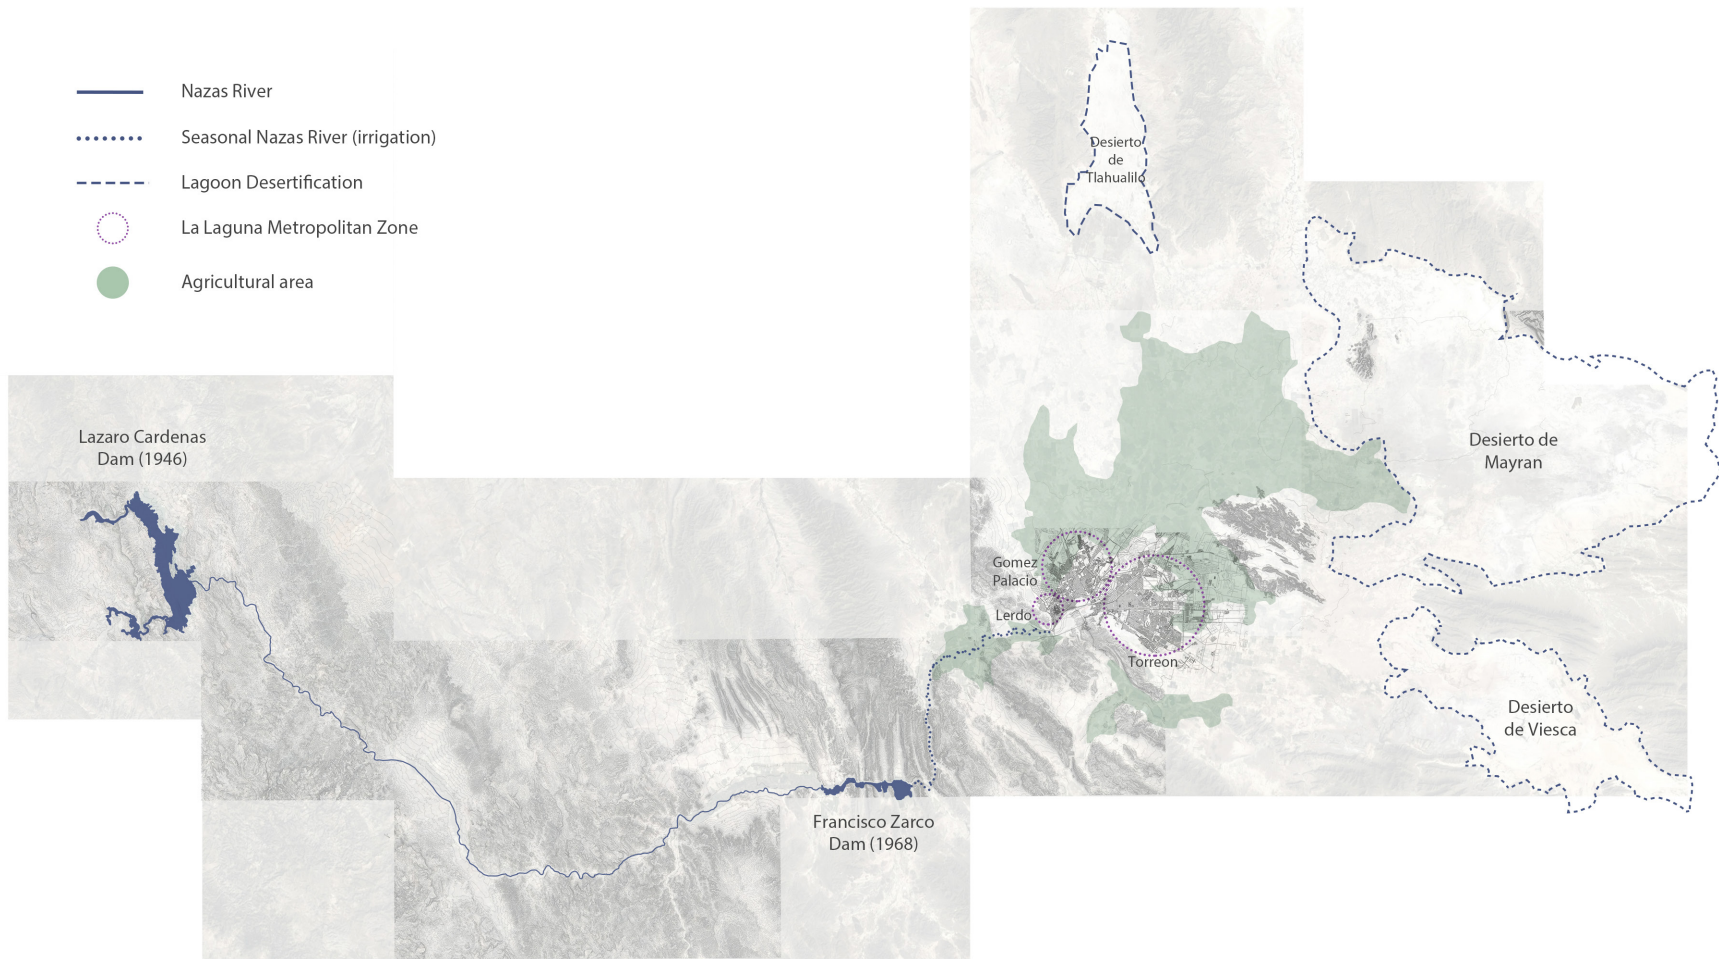 Nazas River
Seasonal Nazas River (irrigation)
Lagoon Desertification
La Laguna Metropolitan Zone
Agricultural area
Desierto
de
Tlahualilo
Lazaro Cardenas
Dam (1946)
Desierto de
Mayran
Gomez
Palacio
Lerdo
Torreon
Desierto
de Viesca
Francisco Zarco
Dam (1968)